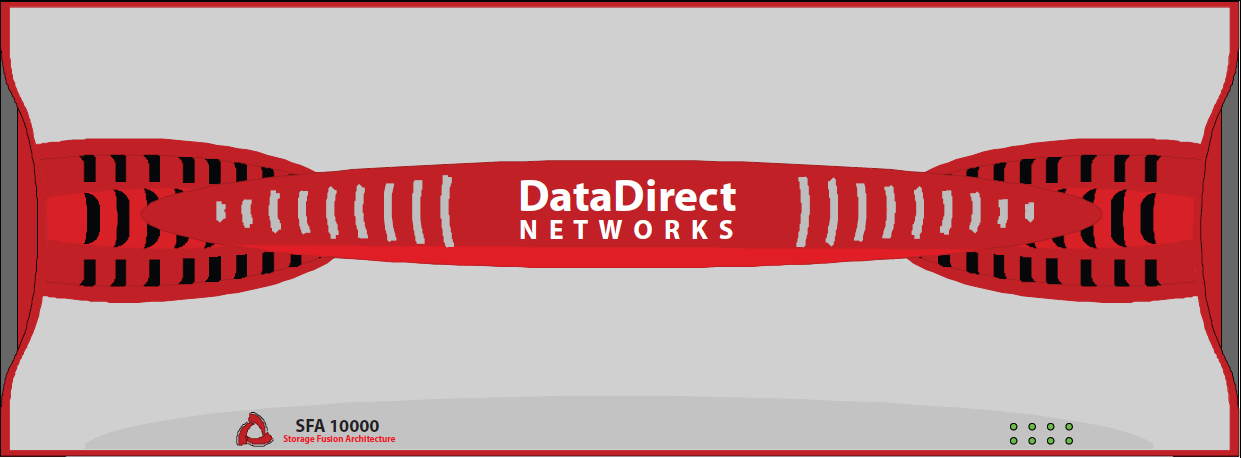 DataDirect
NETWORKS
SFA 10000
Storage Fusion Architecture